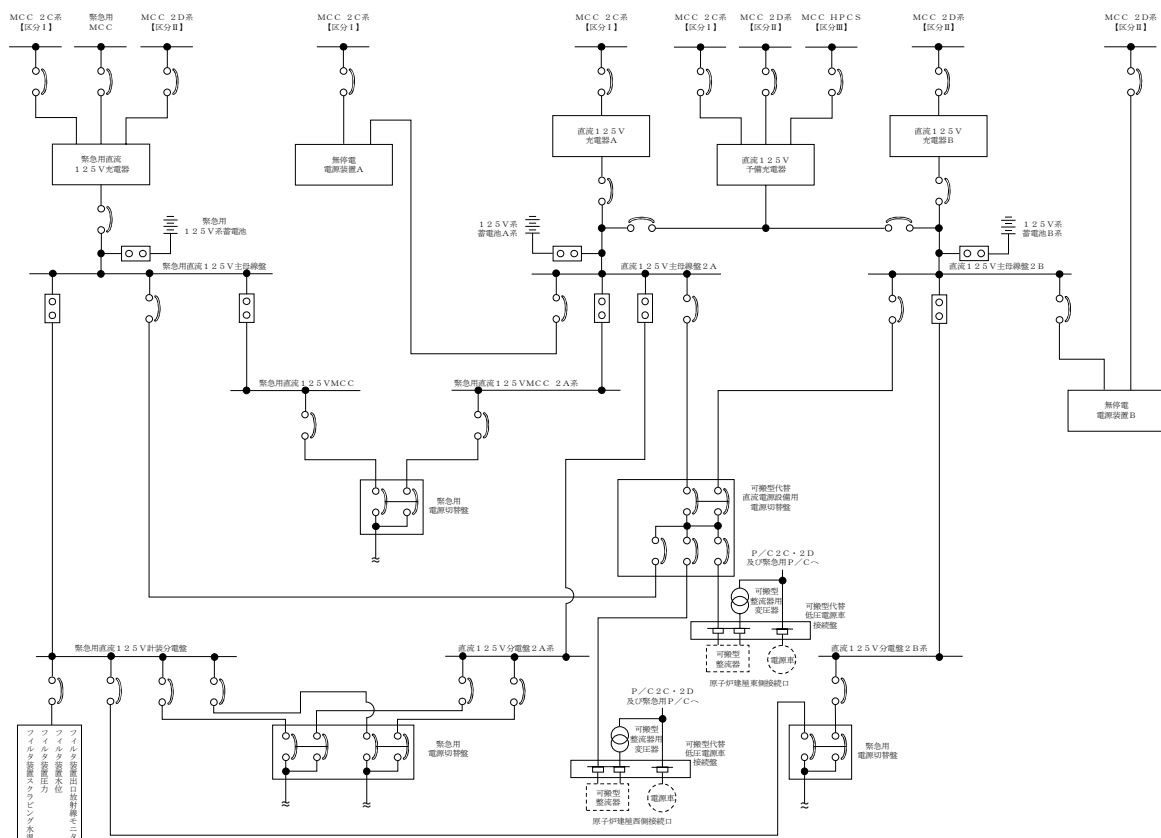 MCC 2C系
【区分Ⅰ】
緊急用
MCC
MCC 2D系
【区分Ⅱ】
MCC 2C系
【区分Ⅰ】
MCC 2C系
【区分Ⅰ】
MCC 2C系
【区分Ⅰ】
MCC 2D系
【区分Ⅱ】
MCC HPCS
【区分Ⅲ】
MCC 2D系
【区分Ⅱ】
MCC 2D系
【区分Ⅱ】
緊急用直流
125V充電器
無停電
電源装置A
直流125V
充電器A
直流125V
予備充電器
直流125V
充電器B
緊急用
125V系蓄電池
125V系
蓄電池A系
125V系
蓄電池B系
緊急用直流125V主母線盤
直流125V主母線盤2A
直流125V主母線盤2B
緊急用直流125VMCC
緊急用直流125VMCC 2A系
無停電
電源装置B
緊急用
電源切替盤
可搬型代替
直流電源設備用
電源切替盤
P/C2C・2D
及び緊急用P/Cへ
可搬型
整流器用
変圧器
可搬型代替
低圧電源車
接続盤
可搬型
整流器
電源車
原子炉建屋東側接続口
緊急用直流125V計装分電盤
直流125V分電盤2A系
直流125V分電盤2B系
P/C2C・2D
及び緊急用P/Cへ
可搬型
整流器用
変圧器
可搬型代替
低圧電源車
接続盤
可搬型
整流器
電源車
原子炉建屋西側接続口
緊急用
電源切替盤
緊急用
電源切替盤
フィルタ装置出口放射線モニタ
フィルタ装置水位
フィルタ装置圧力
フィルタ装置スクラビング水温